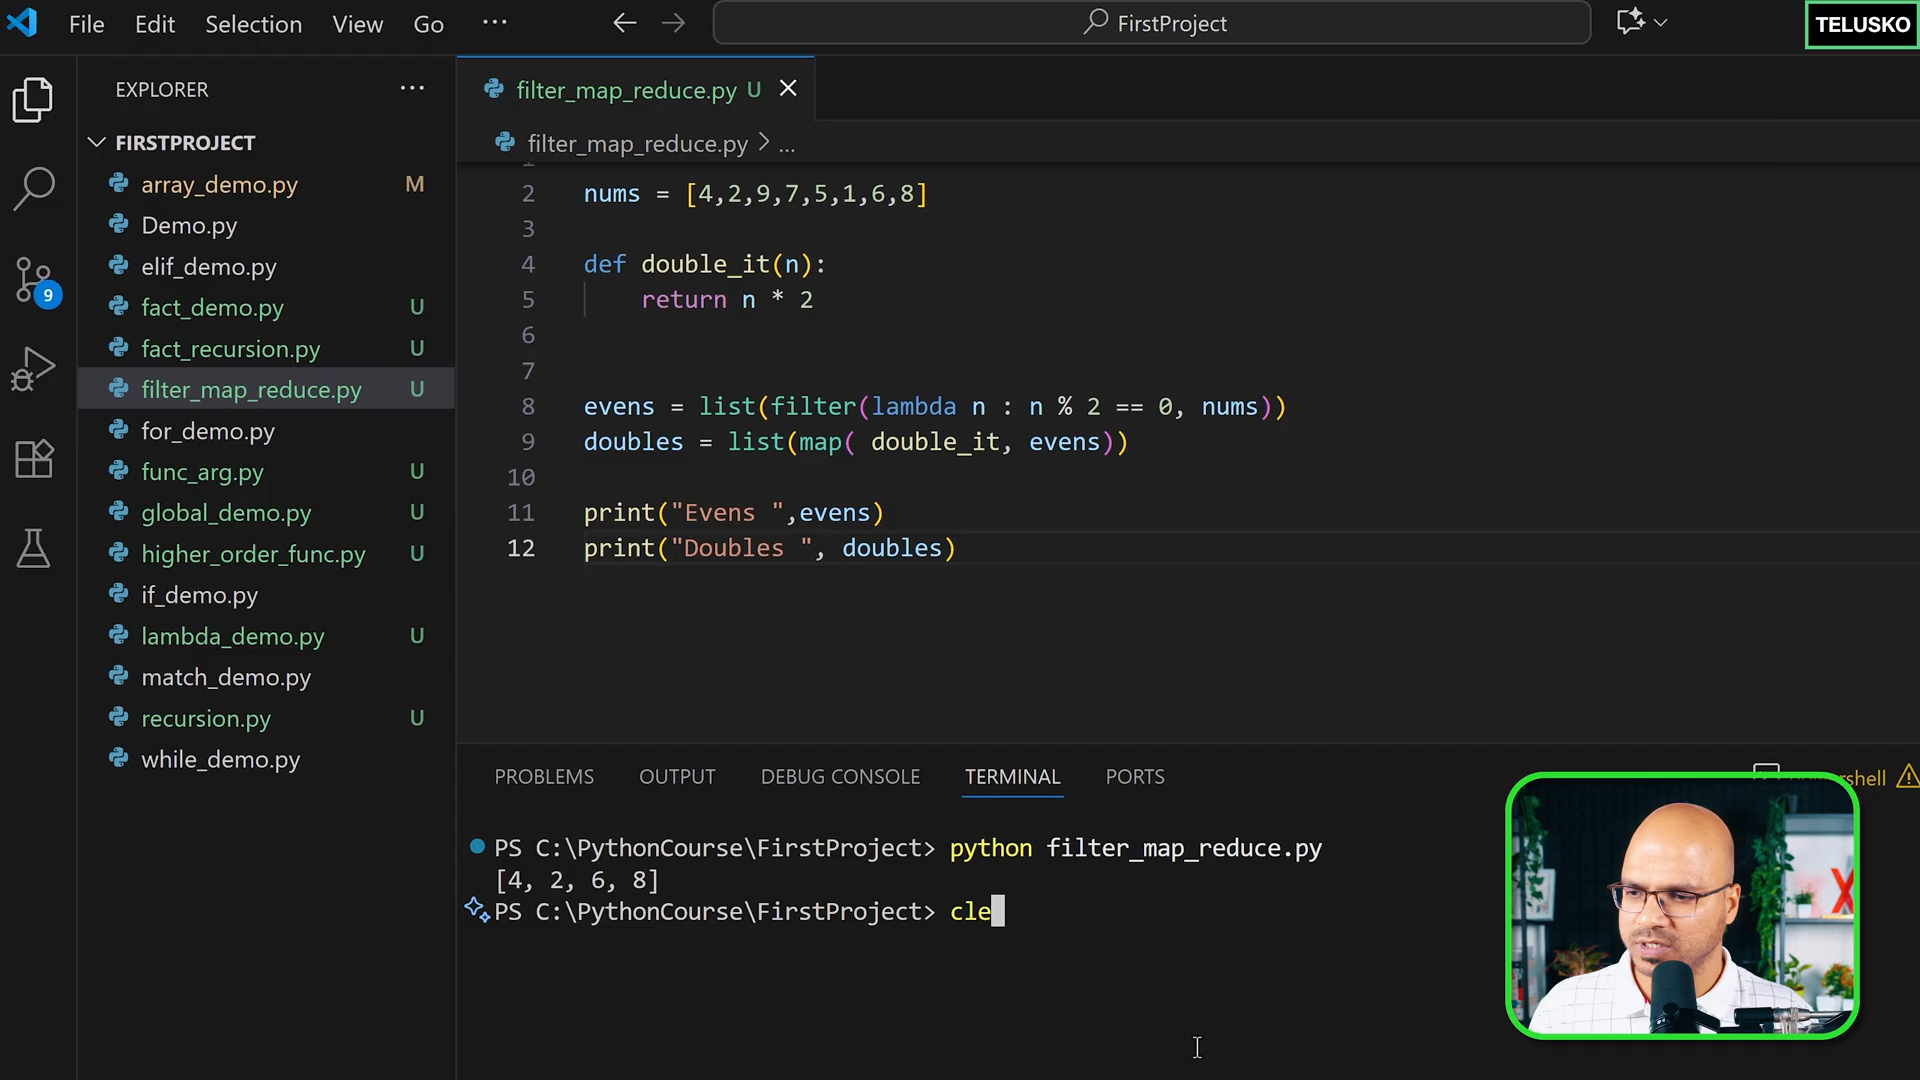 File Edit Selection View Go ...
FirstProject
TELUSKO
EXPLORER ...
FIRSTPROJECT
array_demo.py M
Demo.py
elif_demo.py
fact_demo.py U
fact_recursion.py U
filter_map_reduce.py U
for_demo.py
func_arg.py U
global_demo.py U
higher_order_func.py U
if_demo.py
lambda_demo.py U
match_demo.py
recursion.py U
while_demo.py
9
filter_map_reduce.py U
filter_map_reduce.py > ...
1
2 nums = [4,2,9,7,5,1,6,8]
3
4 def double_it(n):
5 return n * 2
6
7
8 evens = list(filter(lambda n : n % 2 == 0, nums))
9 doubles = list(map( double_it, evens))
10
11 print("Evens ",evens)
12 print("Doubles ", doubles)
PROBLEMS OUTPUT DEBUG CONSOLE TERMINAL PORTS
PS C:\PythonCourse\FirstProject> python filter_map_reduce.py
[4, 2, 6, 8]
PS C:\PythonCourse\FirstProject> cle